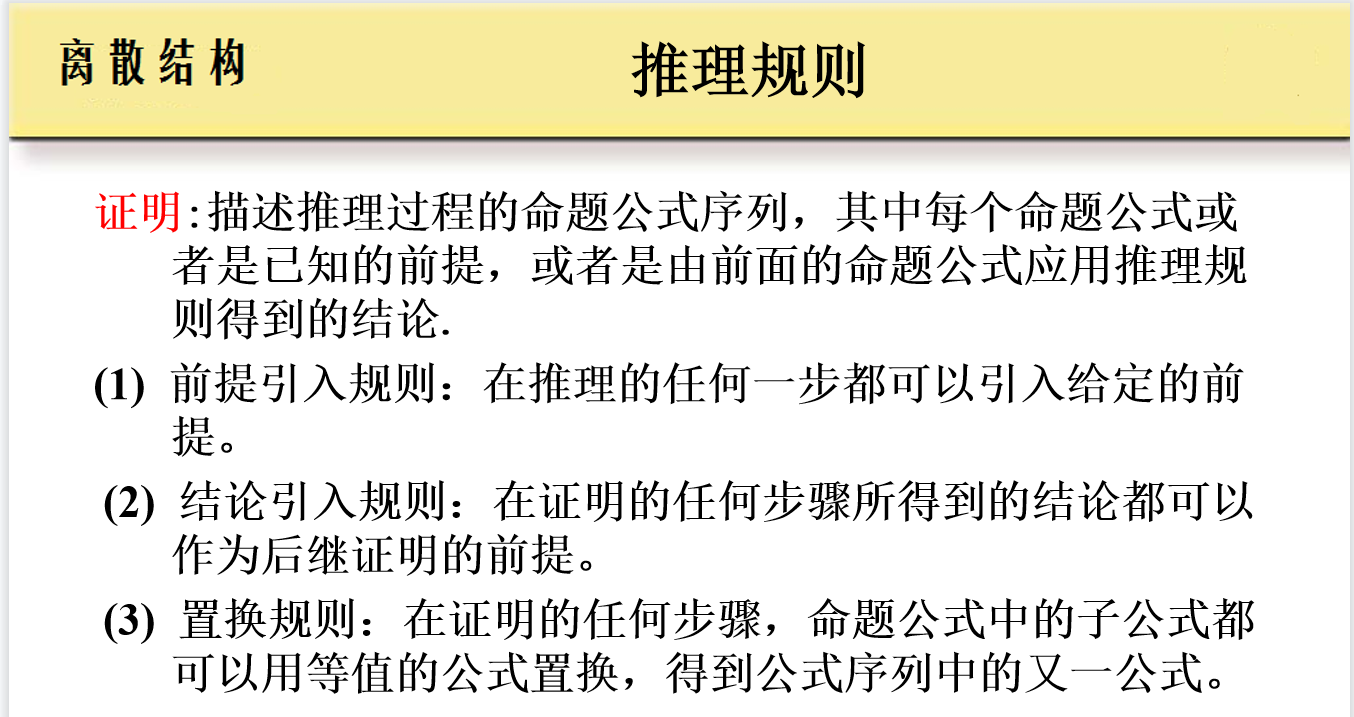 离散结构
推理规则
证明:描述推理过程的命题公式序列，其中每个命题公式或
者是已知的前提，或者是由前面的命题公式应用推理规
则得到的结论.
(1) 前提引入规则：在推理的任何一步都可以引入给定的前
提。
(2) 结论引入规则：在证明的任何步骤所得到的结论都可以
作为后继证明的前提。
(3) 置换规则：在证明的任何步骤，命题公式中的子公式都
可以用等值的公式置换，得到公式序列中的又一公式。